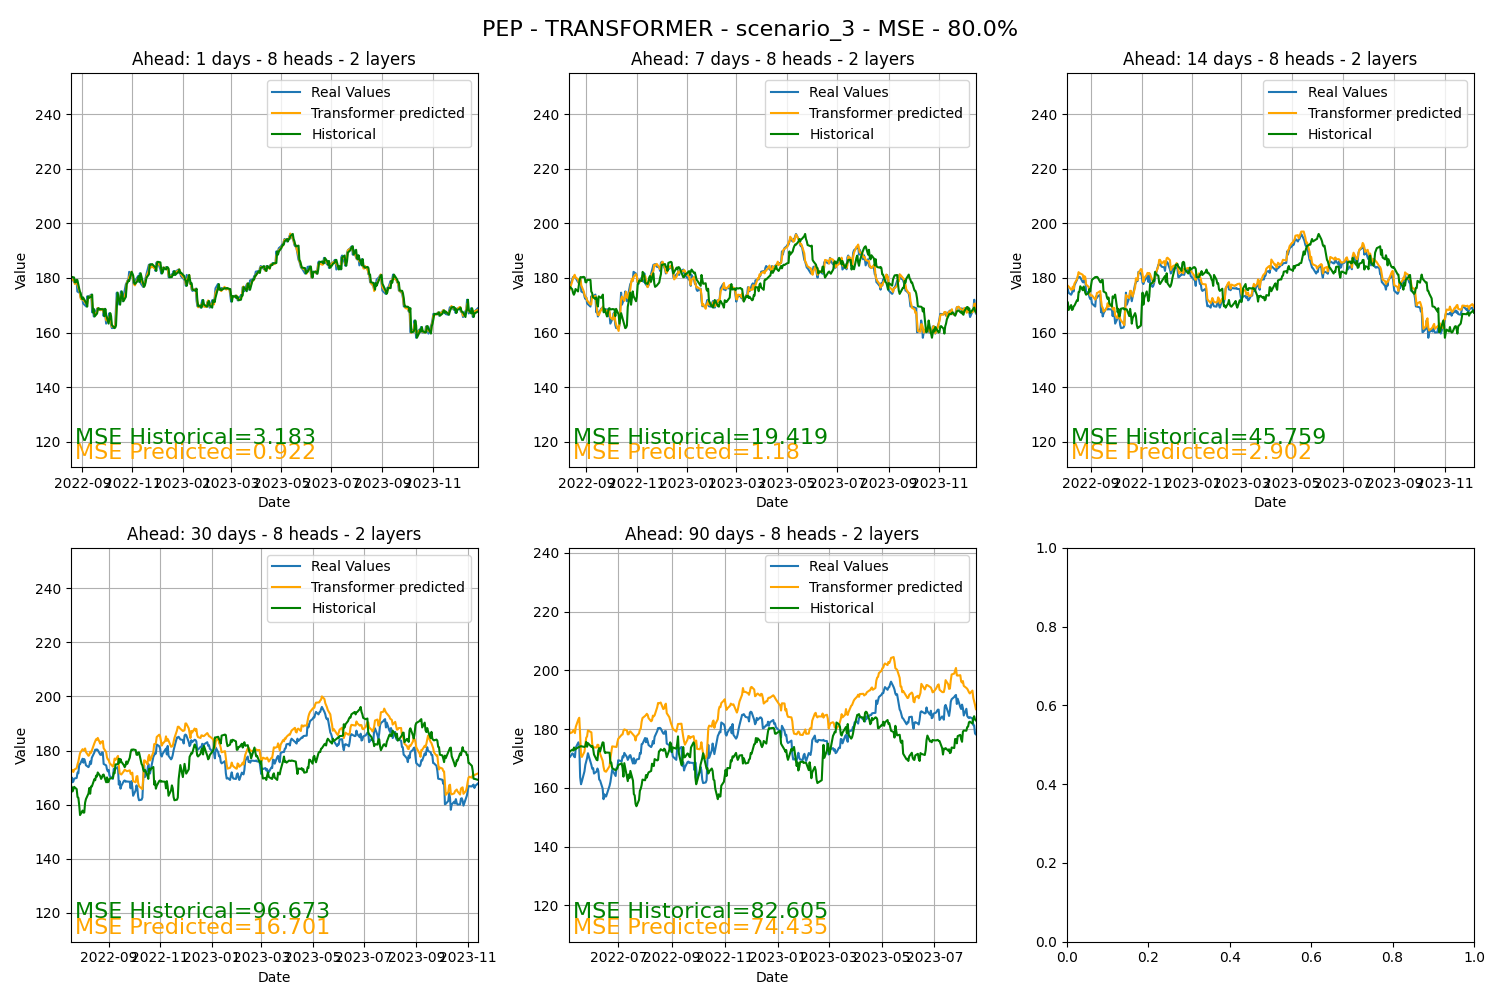 PEP - TRANSFORMER - scenario_3 - MSE - 80.0%
Ahead: 1 days - 8 heads - 2 layers
Real Values
Transformer predicted
Historical
240
220
200
180
160
140
120
Value
MSE Historical=3.183
MSE Predicted=0.922
2022-09 2022-11 2023-01 2023-03 2023-05 2023-07 2023-09 2023-11
Date
Ahead: 7 days - 8 heads - 2 layers
Real Values
Transformer predicted
Historical
240
220
200
180
160
140
120
Value
MSE Historical=19.419
MSE Predicted=1.18
2022-09 2022-11 2023-01 2023-03 2023-05 2023-07 2023-09 2023-11
Date
Ahead: 14 days - 8 heads - 2 layers
Real Values
Transformer predicted
Historical
240
220
200
180
160
140
120
Value
MSE Historical=45.759
MSE Predicted=2.902
2022-09 2022-11 2023-01 2023-03 2023-05 2023-07 2023-09 2023-11
Date
Ahead: 30 days - 8 heads - 2 layers
Real Values
Transformer predicted
Historical
240
220
200
180
160
140
120
Value
MSE Historical=96.673
MSE Predicted=16.701
2022-09 2022-11 2023-01 2023-03 2023-05 2023-07 2023-09 2023-11
Date
Ahead: 90 days - 8 heads - 2 layers
Real Values
Transformer predicted
Historical
240
220
200
180
160
140
120
Value
MSE Historical=82.605
MSE Predicted=74.435
2022-07 2022-09 2022-11 2023-01 2023-03 2023-05 2023-07
Date
1.0
0.8
0.6
0.4
0.2
0.0
0.0 0.2 0.4 0.6 0.8 1.0